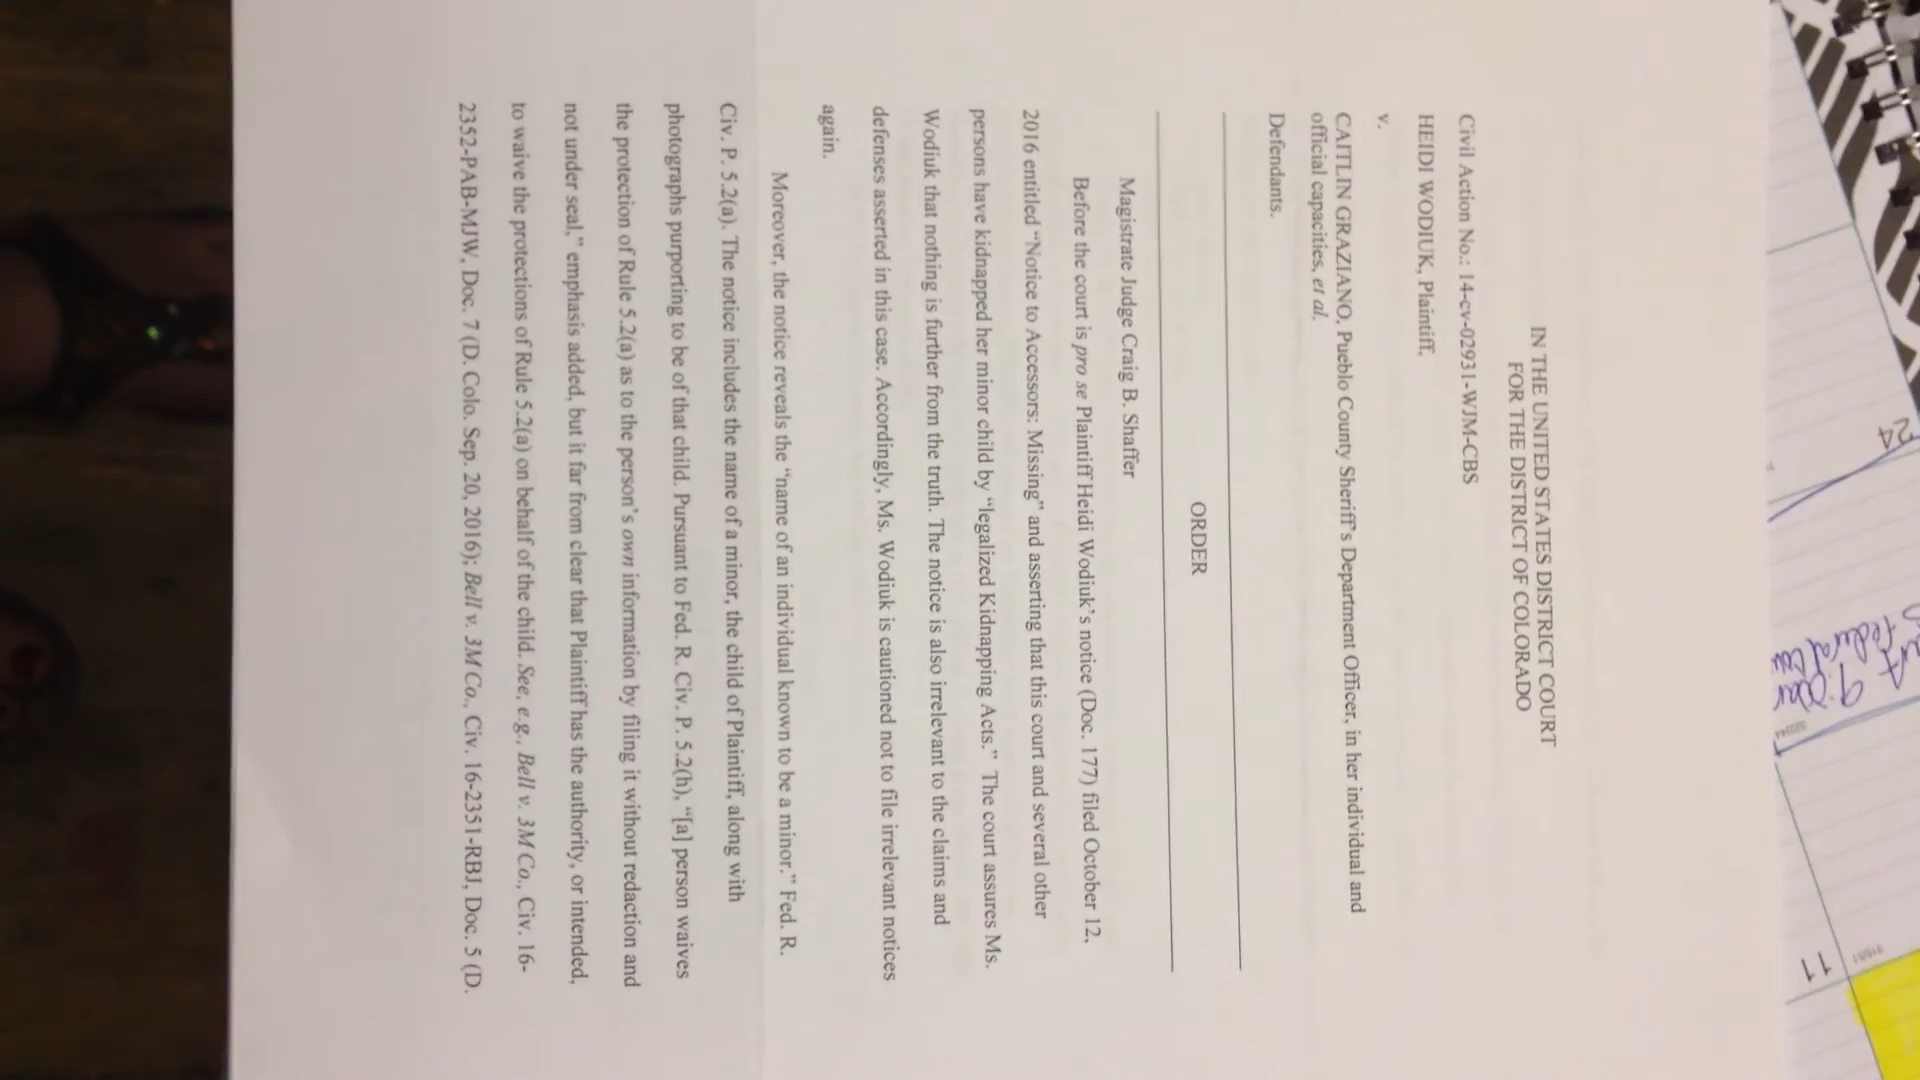 IN THE UNITED STATES DISTRICT COURT
FOR THE DISTRICT OF COLORADO
Civil Action No.: 14-cv-02931-WJM-CBS
HEIDI WODIUK, Plaintiff,
v.
CAITLIN GRAZIANO, Pueblo County Sheriff's Department Officer, in her individual and
official capacities, et al,
Defendants.
ORDER
Magistrate Judge Craig B. Shaffer
Before the court is pro se Plaintiff Heidi Wodiuk's notice (Doc. 177) filed October 12,
2016 entitled "Notice to Accessors: Missing" and asserting that this court and several other
persons have kidnapped her minor child by "legalized Kidnapping Acts." The court assures Ms.
Wodiuk that nothing is further from the truth. The notice is also irrelevant to the claims and
defenses asserted in this case. Accordingly, Ms. Wodiuk is cautioned not to file irrelevant notices
again.
Moreover, the notice reveals the "name of an individual known to be a minor." Fed. R.
Civ. P. 5.2(a). The notice includes the name of a minor, the child of Plaintiff, along with
photographs purporting to be of that child. Pursuant to Fed. R. Civ. P. 5.2(h), "[a] person waives
the protection of Rule 5.2(a) as to the person's own information by filing it without redaction and
not under seal," emphasis added, but it far from clear that Plaintiff has the authority, or intended,
to waive the protections of Rule 5.2(a) on behalf of the child. See, e.g., Bell v. 3M Co., Civ. 16-
2352-PAB-MJW, Doc. 7 (D. Colo. Sep. 20, 2016); Bell v. 3M Co., Civ. 16-2351-RBJ, Doc. 5 (D.
24
federal
11